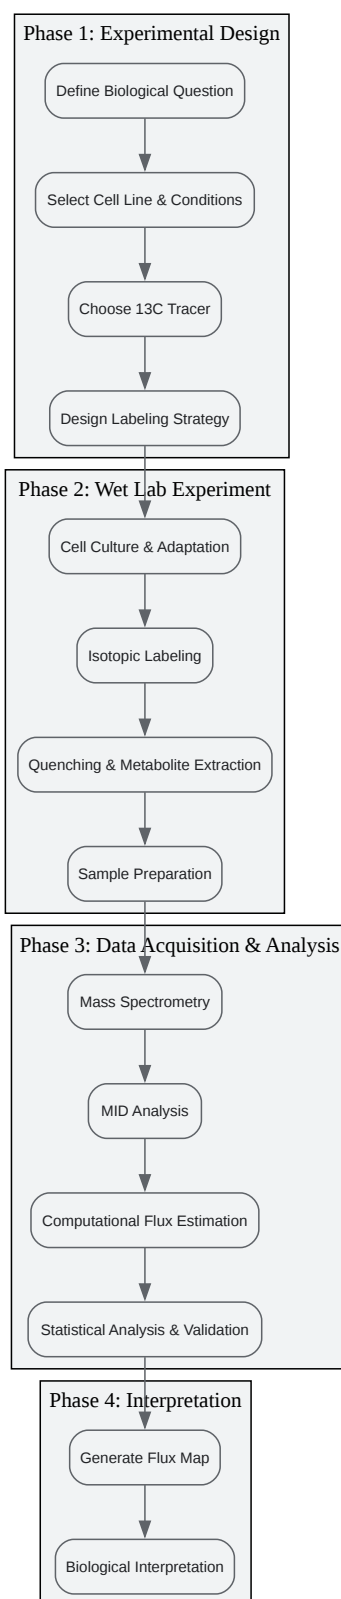 Phase 1: Experimental Design
Define Biological Question
Select Cell Line & Conditions
Choose 13C Tracer
Design Labeling Strategy
Phase 2: Wet Lab Experiment
Cell Culture & Adaptation
Isotopic Labeling
Quenching & Metabolite Extraction
Sample Preparation
Phase 3: Data Acquisition & Analysis
Mass Spectrometry
MID Analysis
Computational Flux Estimation
Statistical Analysis & Validation
Phase 4: Interpretation
Generate Flux Map
Biological Interpretation